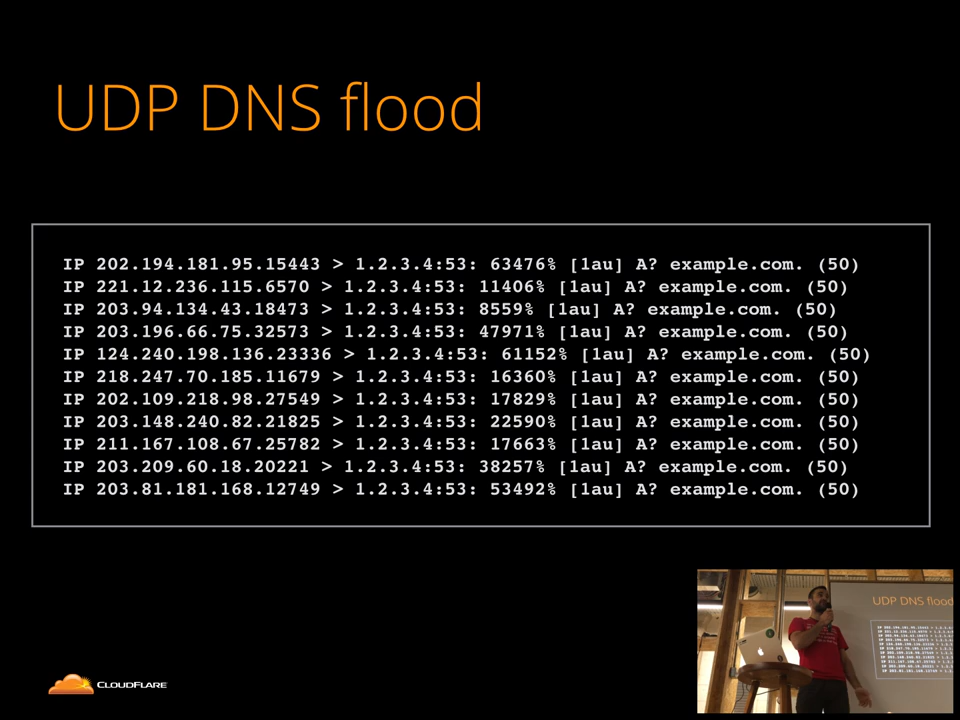 UDP DNS flood
IP 202.194.181.95.15443 > 1.2.3.4:53: 63476% [1au] A? example.com. (50)
IP 221.12.236.115.6570 > 1.2.3.4:53: 11406% [1au] A? example.com. (50)
IP 203.94.134.43.18473 > 1.2.3.4:53: 8559% [1au] A? example.com. (50)
IP 203.196.66.75.32573 > 1.2.3.4:53: 47971% [1au] A? example.com. (50)
IP 124.240.198.136.23336 > 1.2.3.4:53: 61152% [1au] A? example.com. (50)
IP 218.247.70.185.11679 > 1.2.3.4:53: 16360% [1au] A? example.com. (50)
IP 202.109.218.98.27549 > 1.2.3.4:53: 17829% [1au] A? example.com. (50)
IP 203.148.240.82.21825 > 1.2.3.4:53: 22590% [1au] A? example.com. (50)
IP 211.167.108.67.25782 > 1.2.3.4:53: 17663% [1au] A? example.com. (50)
IP 203.209.60.18.20221 > 1.2.3.4:53: 38257% [1au] A? example.com. (50)
IP 203.81.181.168.12749 > 1.2.3.4:53: 53492% [1au] A? example.com. (50)
UDP DNS flood
CLOUDFLARE